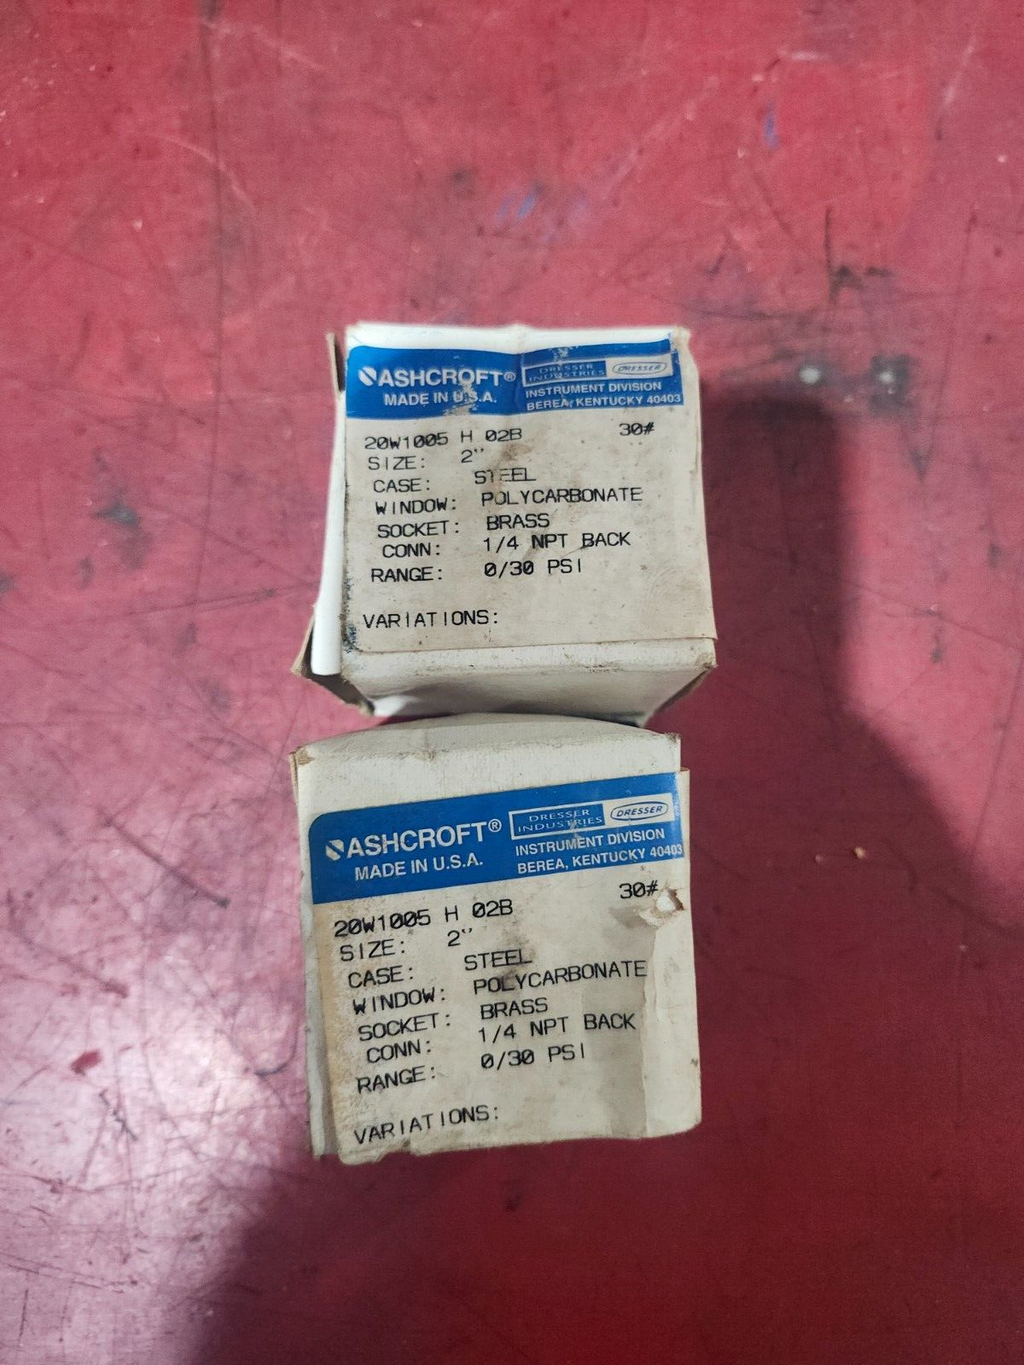 ASHCROFT®
MADE IN U.S.A.
DRESSER
INDUSTRIES
DRESSER
INSTRUMENT DIVISION
BEREA, KENTUCKY 40403
20W1005 H 02B 30#
SIZE: 2"
CASE: STEEL
WINDOW: POLYCARBONATE
SOCKET: BRASS
CONN: 1/4 NPT BACK
RANGE: 0/30 PSI
VARIATIONS:
ASHCROFT®
MADE IN U.S.A.
DRESSER
INDUSTRIES
DRESSER
INSTRUMENT DIVISION
BEREA, KENTUCKY 40403
20W1005 H 02B 30#
SIZE: 2"
CASE: STEEL
WINDOW: POLYCARBONATE
SOCKET: BRASS
CONN: 1/4 NPT BACK
RANGE: 0/30 PSI
VARIATIONS: